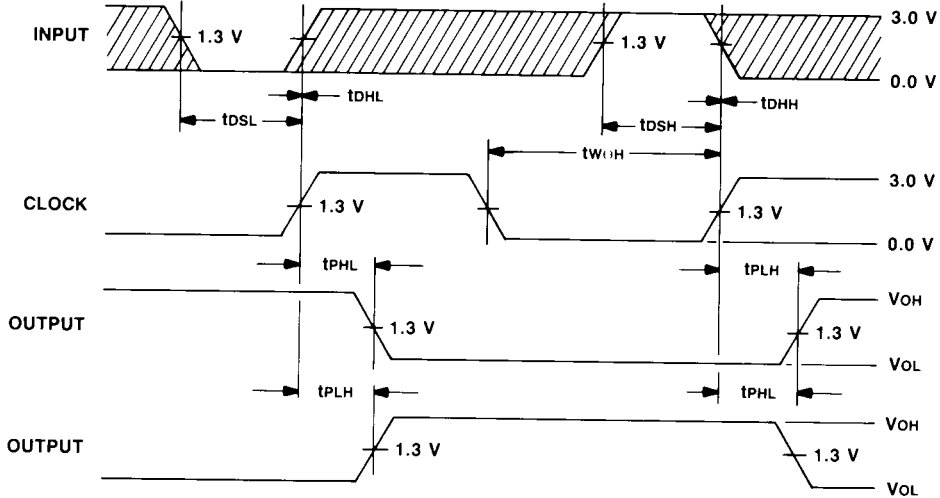 INPUT
1.3 V
1.3 V
3.0 V
0.0 V
tDHL
tDHH
tDSL
tDSH
CLOCK
1.3 V
1.3 V
3.0 V
0.0 V
tPHL
tPLH
OUTPUT
1.3 V
1.3 V
VOH
VOL
tPLH
tPHL
OUTPUT
1.3 V
1.3 V
VOH
VOL